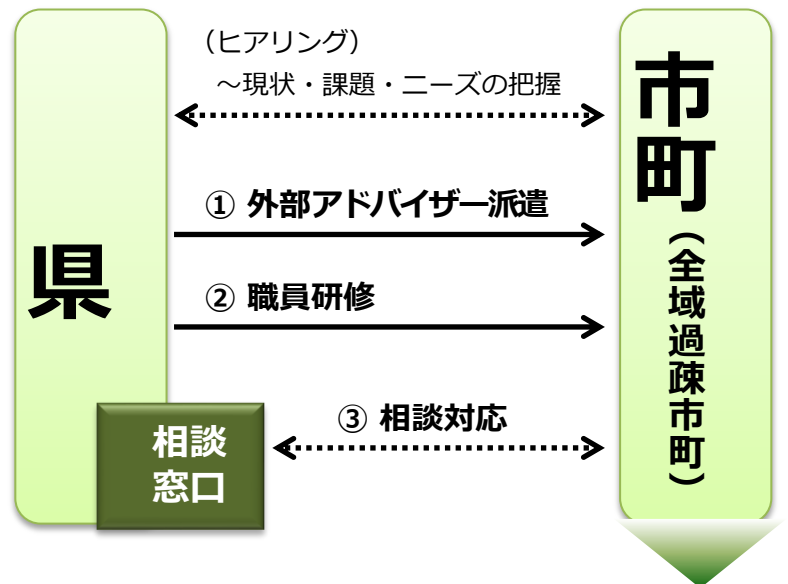 県
(ヒアリング)
～現状・課題・ニーズの把握
① 外部アドバイザー派遣
② 職員研修
③ 相談対応
相談
窓口
市町
(全域過疎市町)